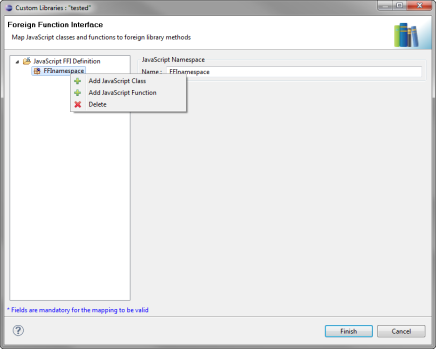 Custom Libraries : "tested"
Foreign Function Interface
Map JavaScript classes and functions to foreign library methods
JavaScript FFI Definition
FFInamespace
Add JavaScript Class
Add JavaScript Function
Delete
JavaScript Namespace
Name : FFInamespace
* Fields are mandatory for the mapping to be valid
?
Finish
Cancel